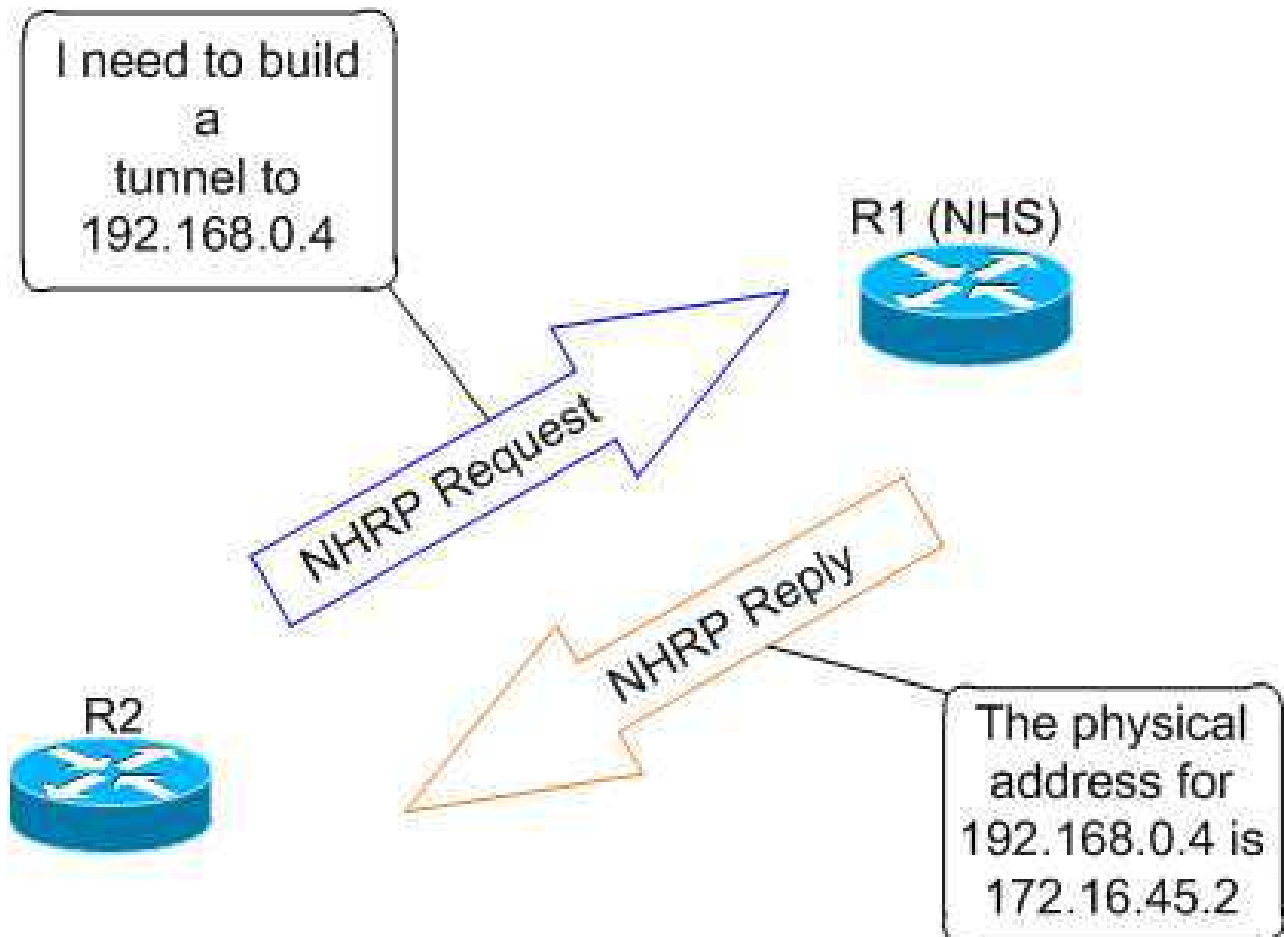 I need to build
a
tunnel to
192.168.0.4
R1 (NHS)
NHRP Request
NHRP Reply
R2
The physical
address for
192.168.0.4 is
172.16.45.2